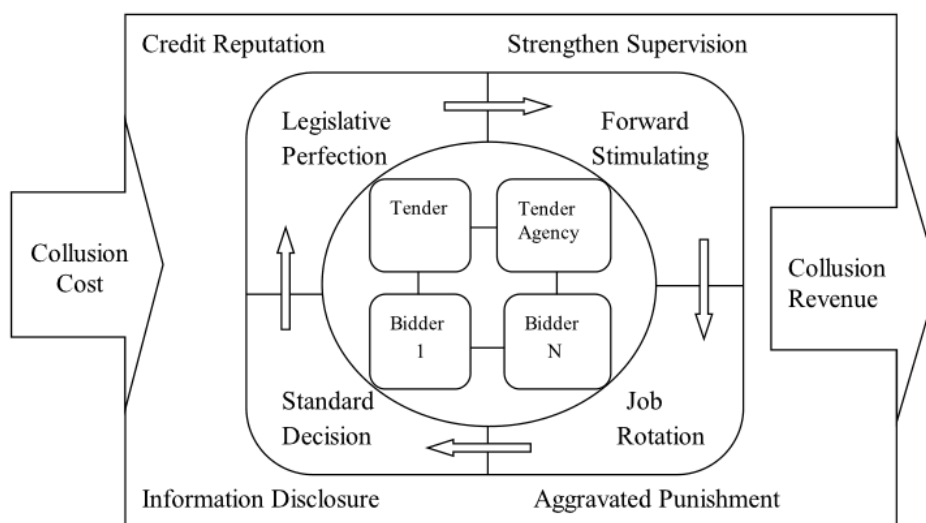 Credit Reputation
Strengthen Supervision
Legislative
Perfection
Forward
Stimulating
Tender
Tender
Agency
Collusion
Cost
Collusion
Revenue
Bidder
1
Bidder
N
Standard
Decision
Job
Rotation
Information Disclosure
Aggravated Punishment